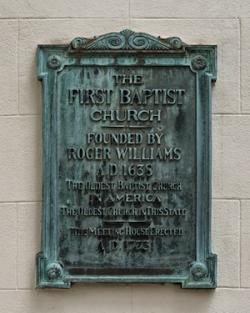 THE
FIRST BAPTIST
CHURCH
FOUNDED BY
ROGER WILLIAMS
A.D. 1638
THE OLDEST BAPTIST CHURCH
IN AMERICA
THE OLDEST CHURCH IN THIS STATE
THIS MEETING HOUSE ERECTED
A.D. 1775